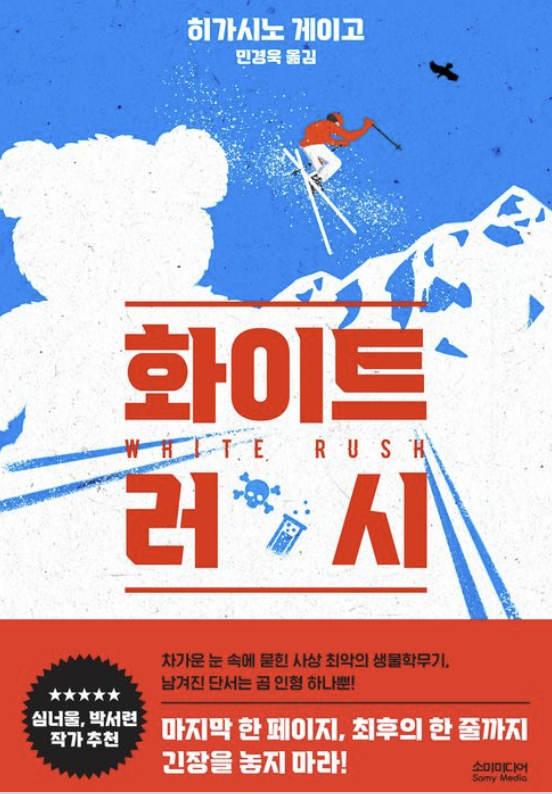 히가시노 게이고
민경욱 옮김
화이트
WHITE RUSH
러시
차가운 눈 속에 묻힌 사상 최악의 생물학무기,
남겨진 단서는 곰 인형 하나뿐!
★★★★★
심너울, 박서련
작가 추천
마지막 한 페이지, 최후의 한 줄까지
긴장을 놓지 마라!
소미미디어
Somy Media